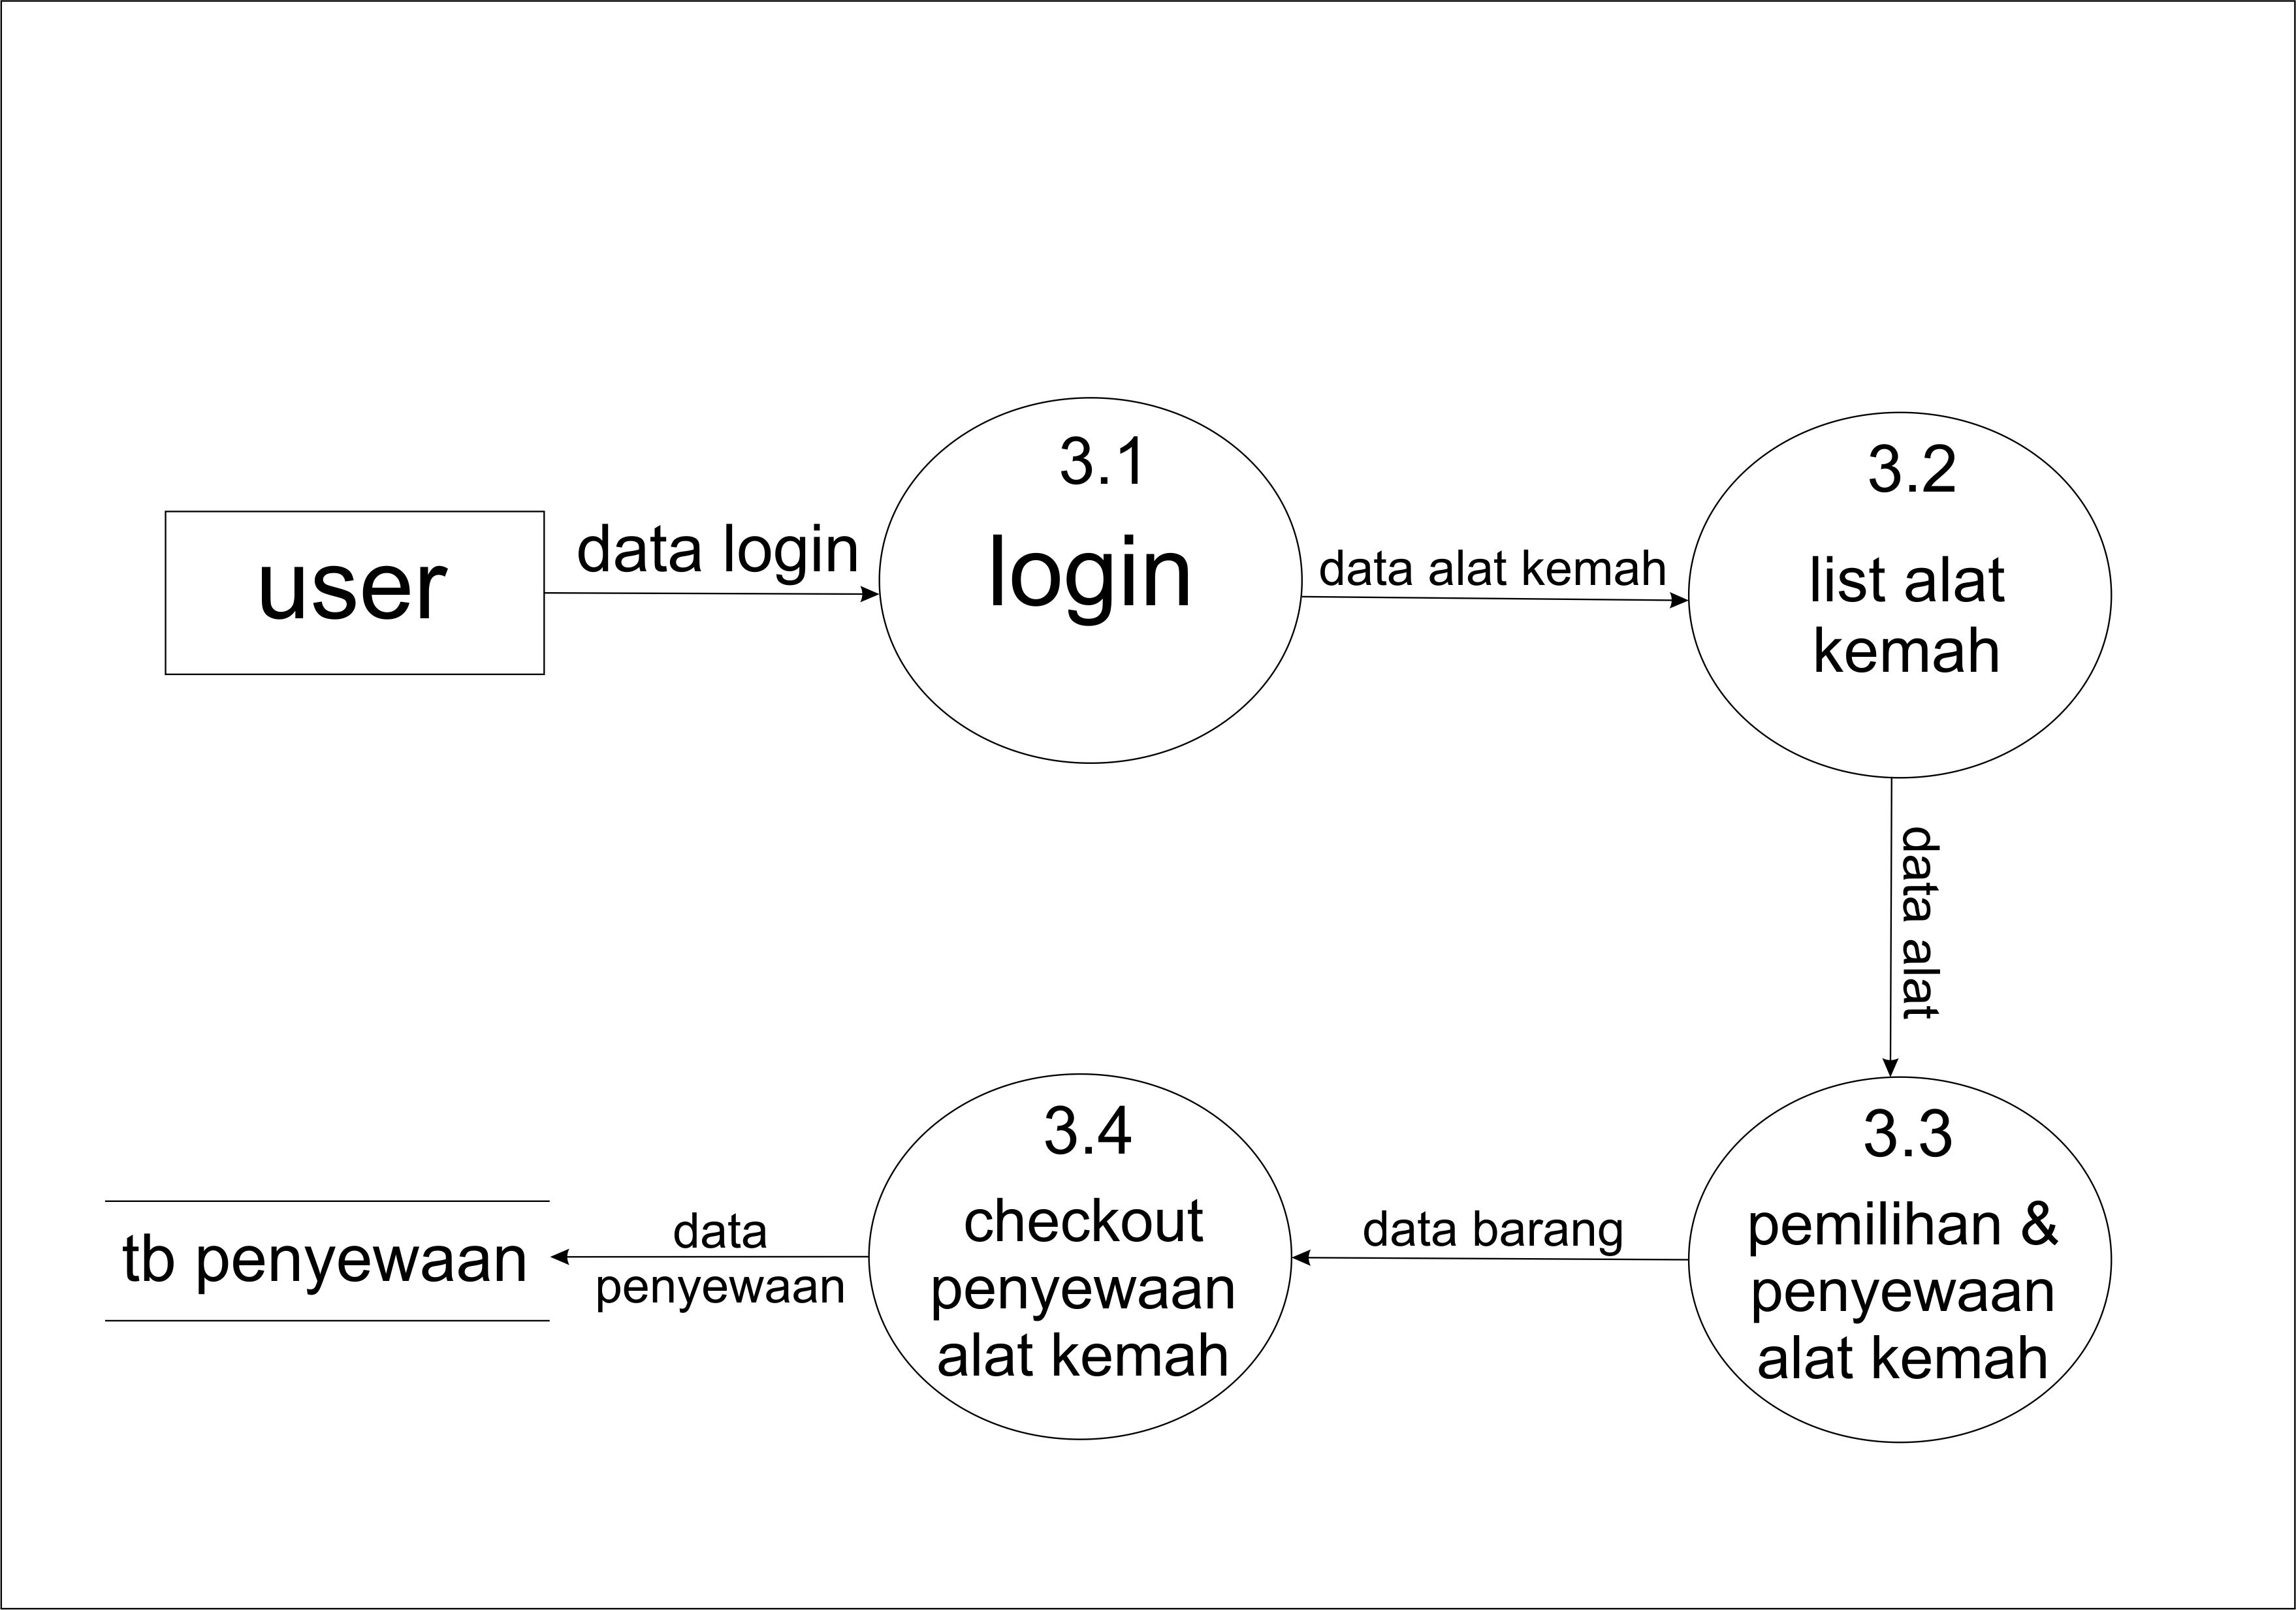 user
data login
3.1
login
data alat kemah
3.2
list alat
kemah
data alat
3.3
pemilihan &
penyewaan
alat kemah
data barang
3.4
checkout
penyewaan
alat kemah
data
penyewaan
tb penyewaan